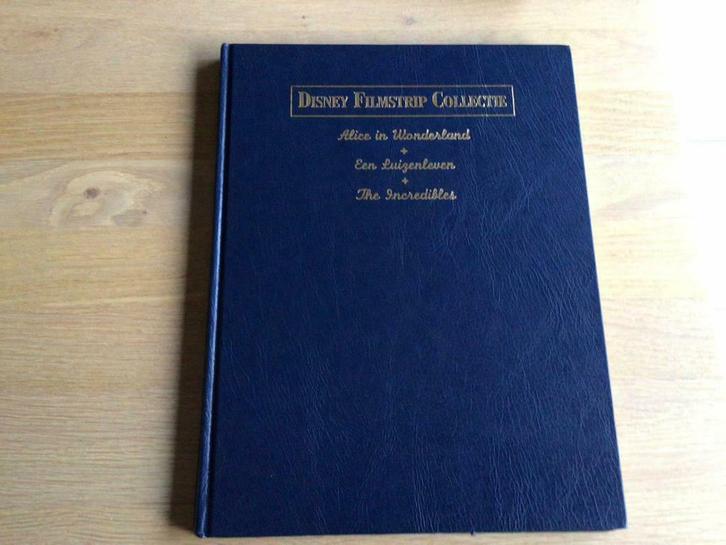 DISNEY FILMSTRIP COLLECTIE
Alice in Wonderland
+
Een Luizenleven
+
The Incredibles